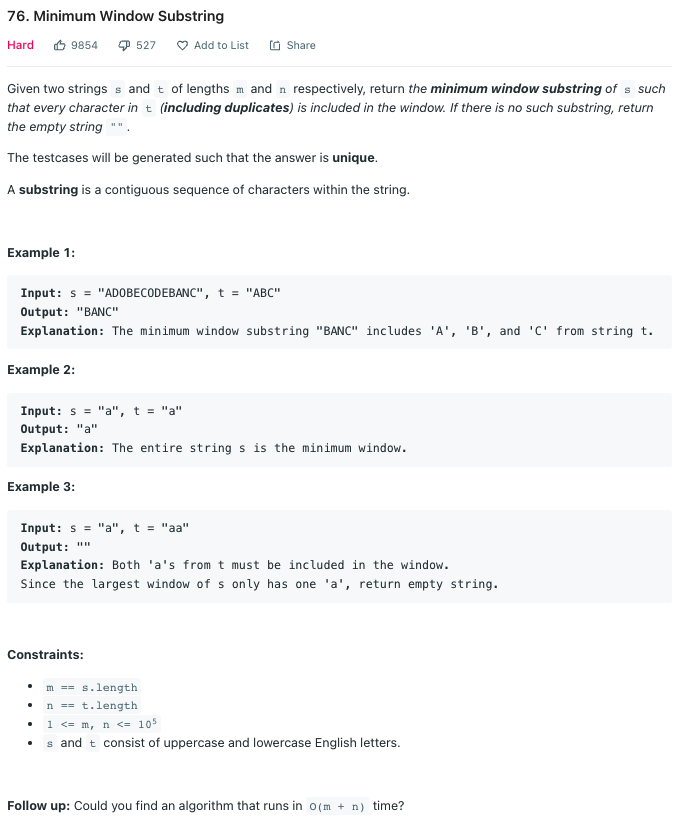 76. Minimum Window Substring
Hard 9854 527 Add to List Share
Given two strings s and t of lengths m and n respectively, return the minimum window substring of s such
that every character in t (including duplicates) is included in the window. If there is no such substring, return
the empty string "".
The testcases will be generated such that the answer is unique.
A substring is a contiguous sequence of characters within the string.
Example 1:
Input: s = "ADOBECODEBANC", t = "ABC"
Output: "BANC"
Explanation: The minimum window substring "BANC" includes 'A', 'B', and 'C' from string t.
Example 2:
Input: s = "a", t = "a"
Output: "a"
Explanation: The entire string s is the minimum window.
Example 3:
Input: s = "a", t = "aa"
Output: ""
Explanation: Both 'a's from t must be included in the window.
Since the largest window of s only has one 'a', return empty string.
Constraints:
• m == s.length
• n == t.length
• 1 <= m, n <= 10⁵
• s and t consist of uppercase and lowercase English letters.
Follow up: Could you find an algorithm that runs in O(m + n) time?